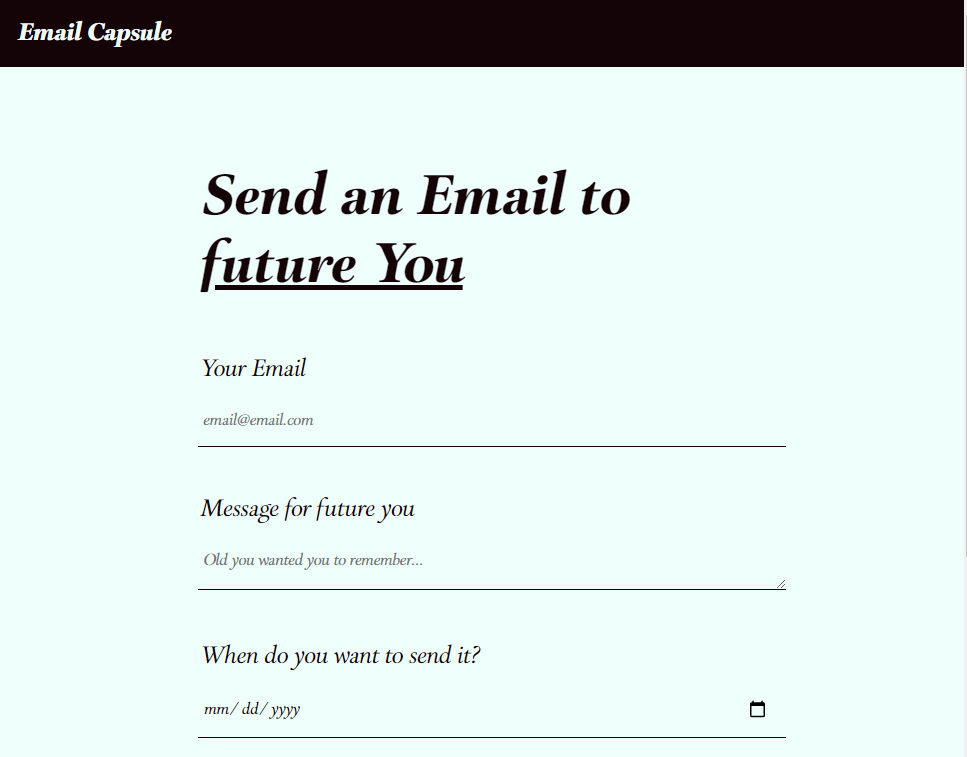 Email Capsule
Send an Email to
future You
Your Email
email@email.com
Message for future you
Old you wanted you to remember...
When do you want to send it?
mm/dd/yyyy